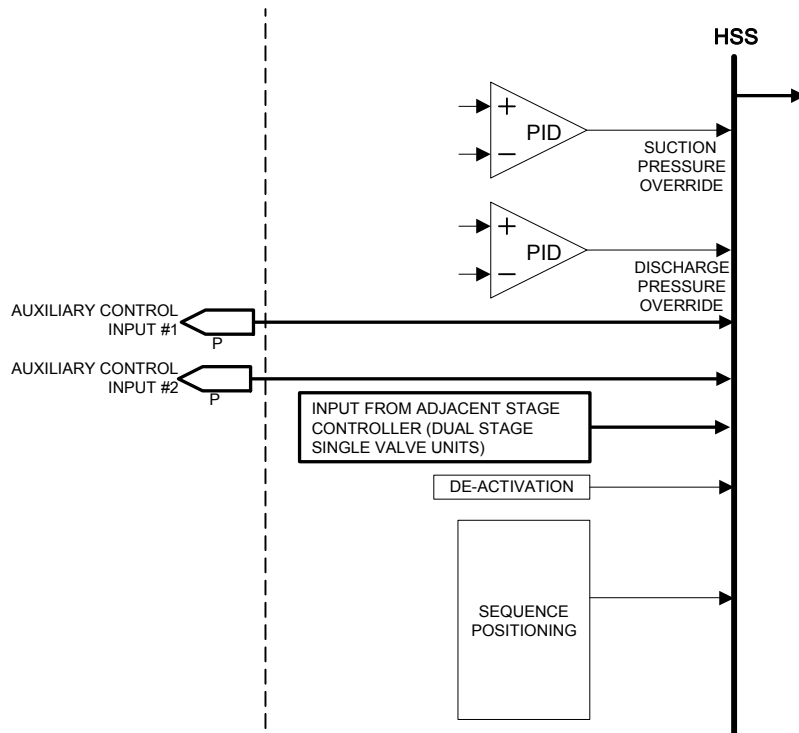 HSS
+
PID
−
SUCTION
PRESSURE
OVERRIDE
+
PID
−
DISCHARGE
PRESSURE
OVERRIDE
AUXILIARY CONTROL
INPUT #1
P
AUXILIARY CONTROL
INPUT #2
P
INPUT FROM ADJACENT STAGE
CONTROLLER (DUAL STAGE
SINGLE VALVE UNITS)
DE-ACTIVATION
SEQUENCE
POSITIONING